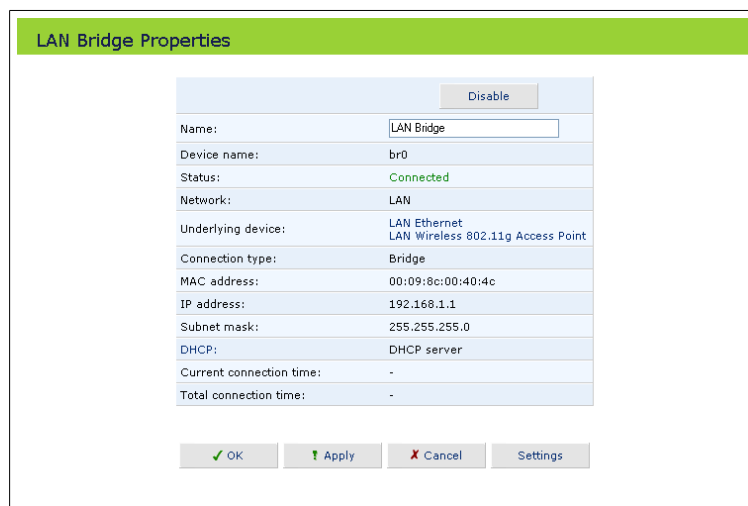 LAN Bridge Properties
Disable
Name: LAN Bridge
Device name: br0
Status: Connected
Network: LAN
Underlying device: LAN Ethernet
LAN Wireless 802.11g Access Point
Connection type: Bridge
MAC address: 00:09:8c:00:40:4c
IP address: 192.168.1.1
Subnet mask: 255.255.255.0
DHCP: DHCP server
Current connection time: -
Total connection time: -
OK Apply Cancel Settings